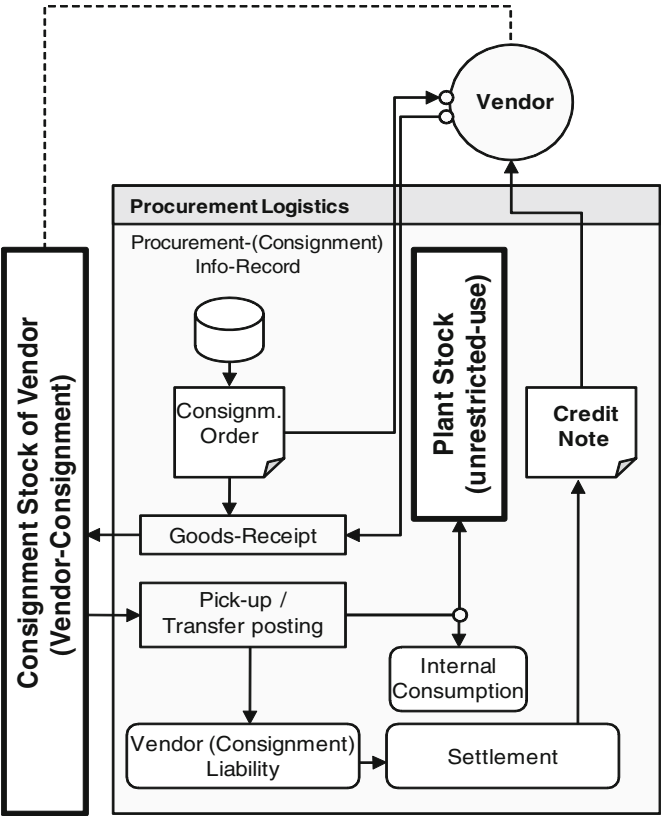 Vendor
Procurement Logistics
Procurement-(Consignment)
Info-Record
Consignm.
Order
Plant Stock
(unrestricted-use)
Credit
Note
Consignment Stock of Vendor
(Vendor-Consignment)
Goods-Receipt
Pick-up /
Transfer posting
Internal
Consumption
Vendor (Consignment)
Liability
Settlement